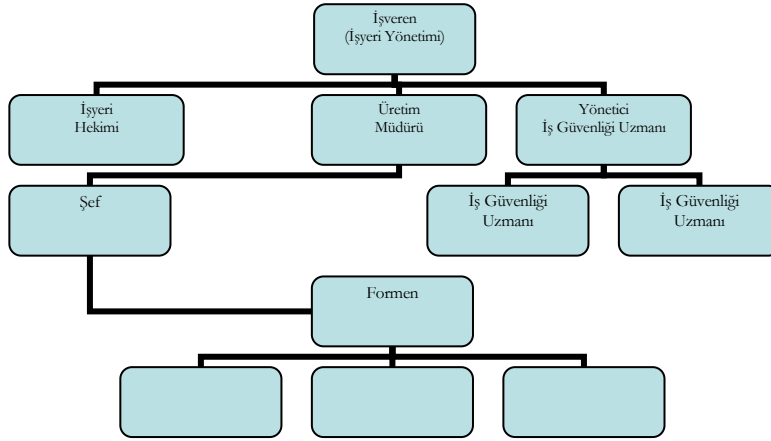 İşveren
(İşyeri Yönetimi)
İşyeri
Hekimi
Üretim
Müdürü
Yönetici
İş Güvenliği Uzmanı
Şef
İş Güvenliği
Uzmanı
İş Güvenliği
Uzmanı
Formen